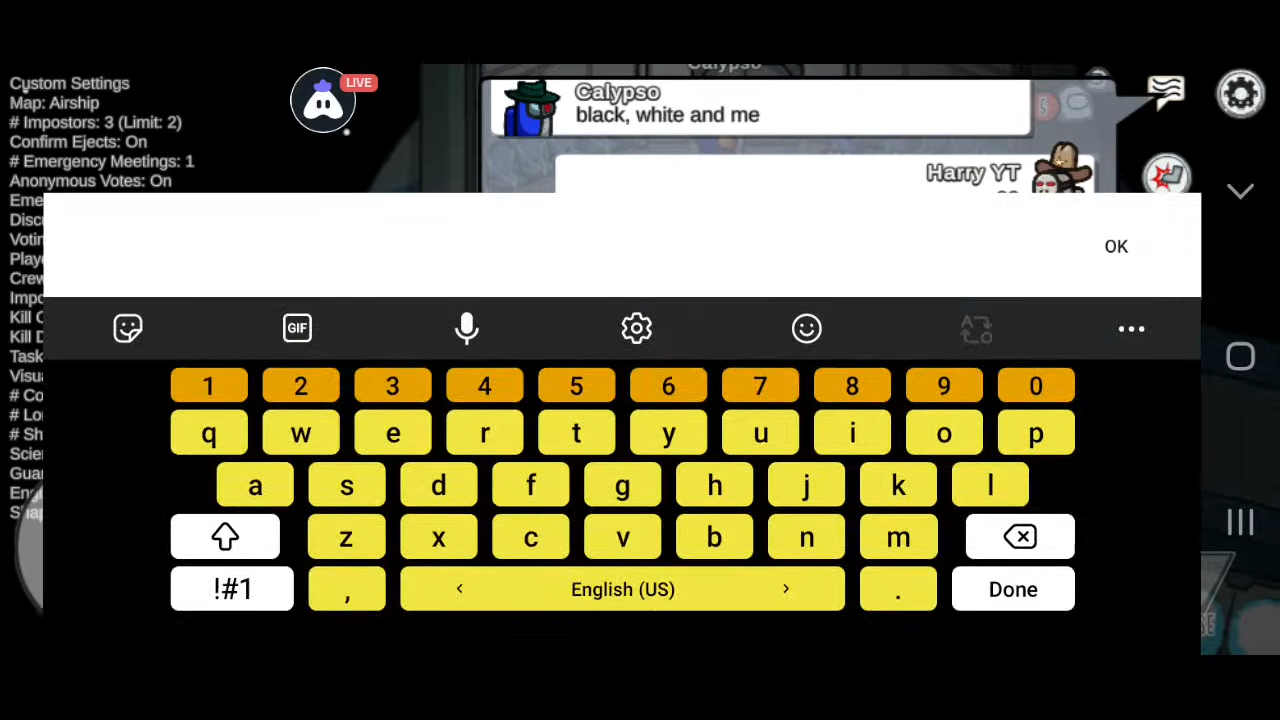 Calypso
Custom Settings
Map: Airship
# Impostors: 3 (Limit: 2)
Confirm Ejects: On
# Emergency Meetings: 1
Anonymous Votes: On
LIVE
Calypso
black, white and me
Harry YT
OK
GIF
1 2 3 4 5 6 7 8 9 0
q w e r t y u i o p
a s d f g h j k l
z x c v b n m
!#1 , < English (US) > . Done